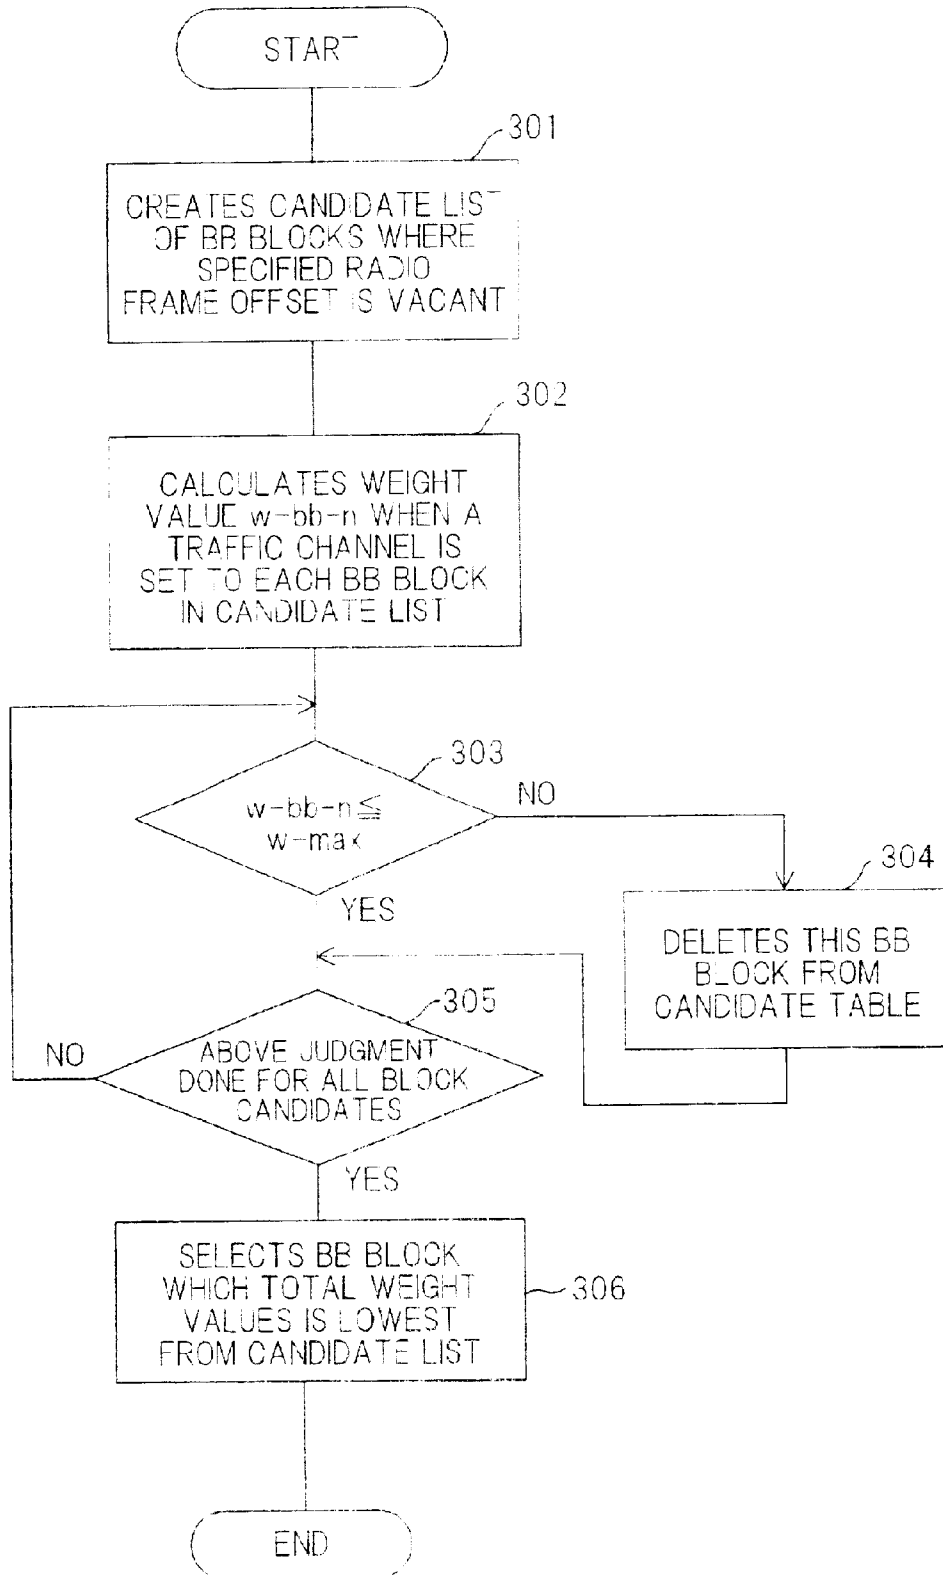 START
301
CREATES CANDIDATE LIST
OF BB BLOCKS WHERE
SPECIFIED RADIO
FRAME OFFSET IS VACANT
302
CALCULATES WEIGHT
VALUE w-bb-n WHEN A
TRAFFIC CHANNEL IS
SET TO EACH BB BLOCK
IN CANDIDATE LIST
303
w-bb-n≦
w-max
NO
YES
304
DELETES THIS BB
BLOCK FROM
CANDIDATE TABLE
305
ABOVE JUDGMENT
DONE FOR ALL BLOCK
CANDIDATES
NO
YES
306
SELECTS BB BLOCK
WHICH TOTAL WEIGHT
VALUES IS LOWEST
FROM CANDIDATE LIST
END